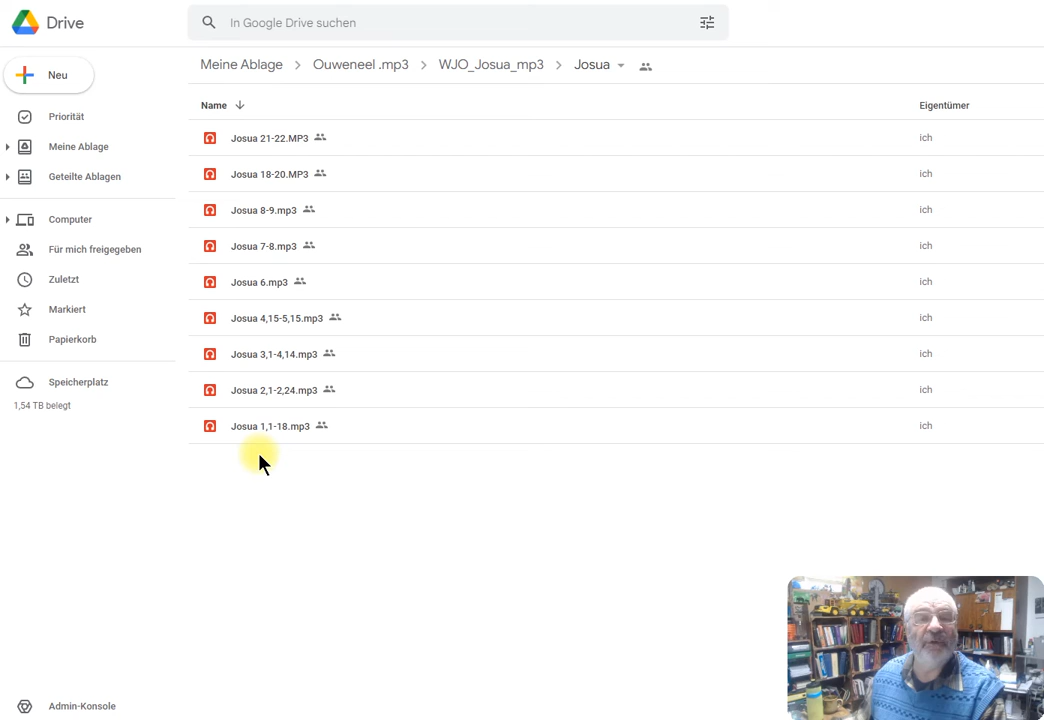 Drive
In Google Drive suchen
Neu
Meine Ablage > Ouweneel .mp3 > WJO_Josua_mp3 > Josua
Name
Eigentümer
Priorität
Meine Ablage
Geteilte Ablagen
Computer
Für mich freigegeben
Zuletzt
Markiert
Papierkorb
Speicherplatz
1,54 TB belegt
Admin-Konsole
Josua 21-22.MP3 ich
Josua 18-20.MP3 ich
Josua 8-9.mp3 ich
Josua 7-8.mp3 ich
Josua 6.mp3 ich
Josua 4,15-5,15.mp3 ich
Josua 3,1-4,14.mp3 ich
Josua 2,1-2,24.mp3 ich
Josua 1,1-18.mp3 ich